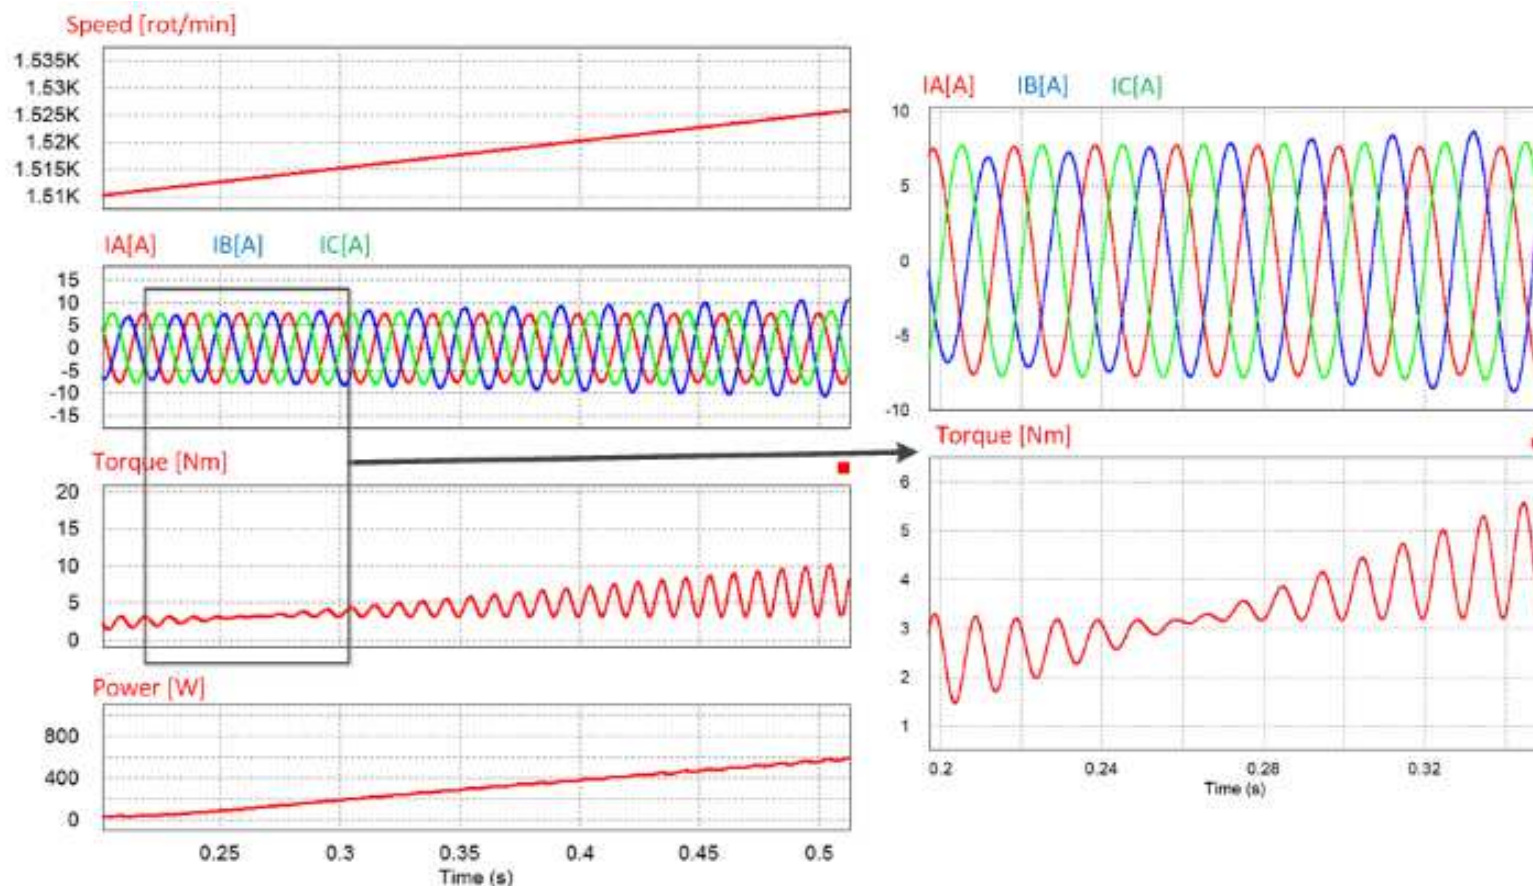 Speed [rot/min]
1.535K
1.53K
1.525K
1.52K
1.515K
1.51K
IA[A] IB[A] IC[A]
15
10
5
0
-5
-10
-15
Torque [Nm]
20
15
10
5
0
Power [W]
800
400
0
0.25 0.3 0.35 0.4 0.45 0.5
Time (s)
IA[A] IB[A] IC[A]
10
5
0
-5
-10
Torque [Nm]
6
5
4
3
2
1
0.2 0.24 0.28 0.32
Time (s)